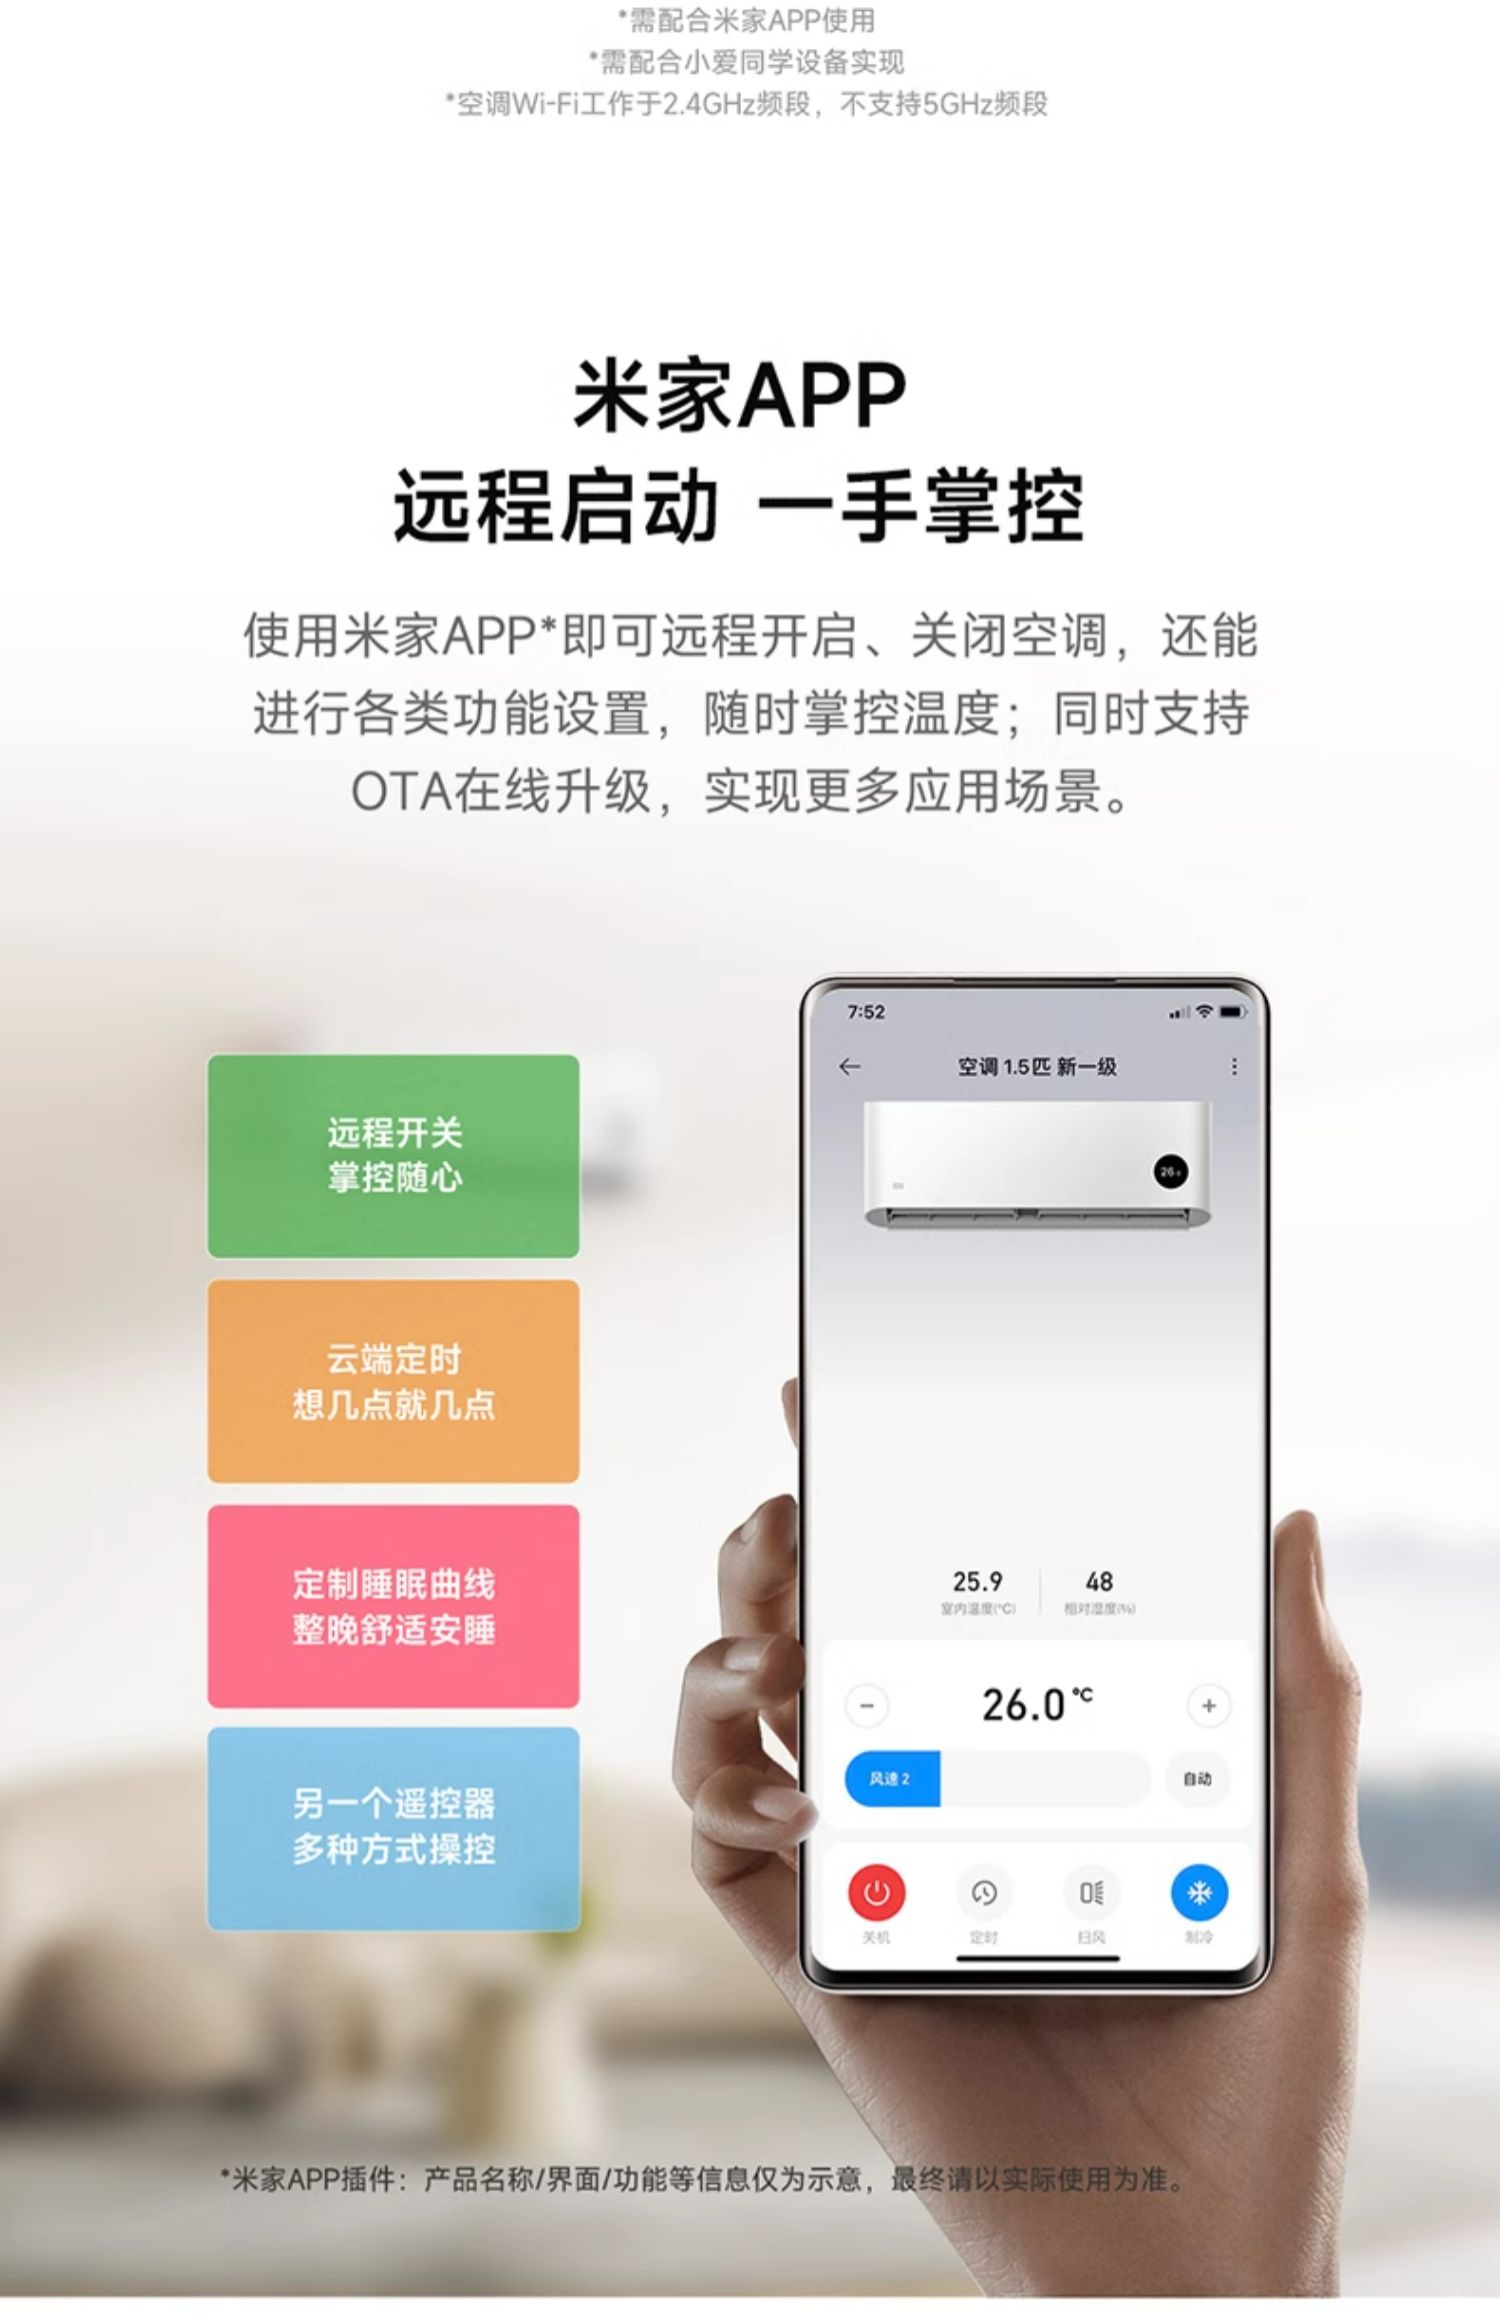 *需配合米家APP使用
*需配合小爱同学设备实现
*空调Wi-Fi工作于2.4GHz频段，不支持5GHz频段
米家APP
远程启动 一手掌控
使用米家APP*即可远程开启、关闭空调，还能
进行各类功能设置，随时掌控温度；同时支持
OTA在线升级，实现更多应用场景。
远程开关
掌控随心
云端定时
想几点就几点
定制睡眠曲线
整晚舒适安睡
另一个遥控器
多种方式操控
7:52
空调 1.5匹 新一级
26
25.9
室内温度(°C)
48
相对湿度(%)
26.0 °C
风速 2
自动
关机
定时
扫风
制冷
*米家APP插件：产品名称/界面/功能等信息仅为示意，最终请以实际使用为准。